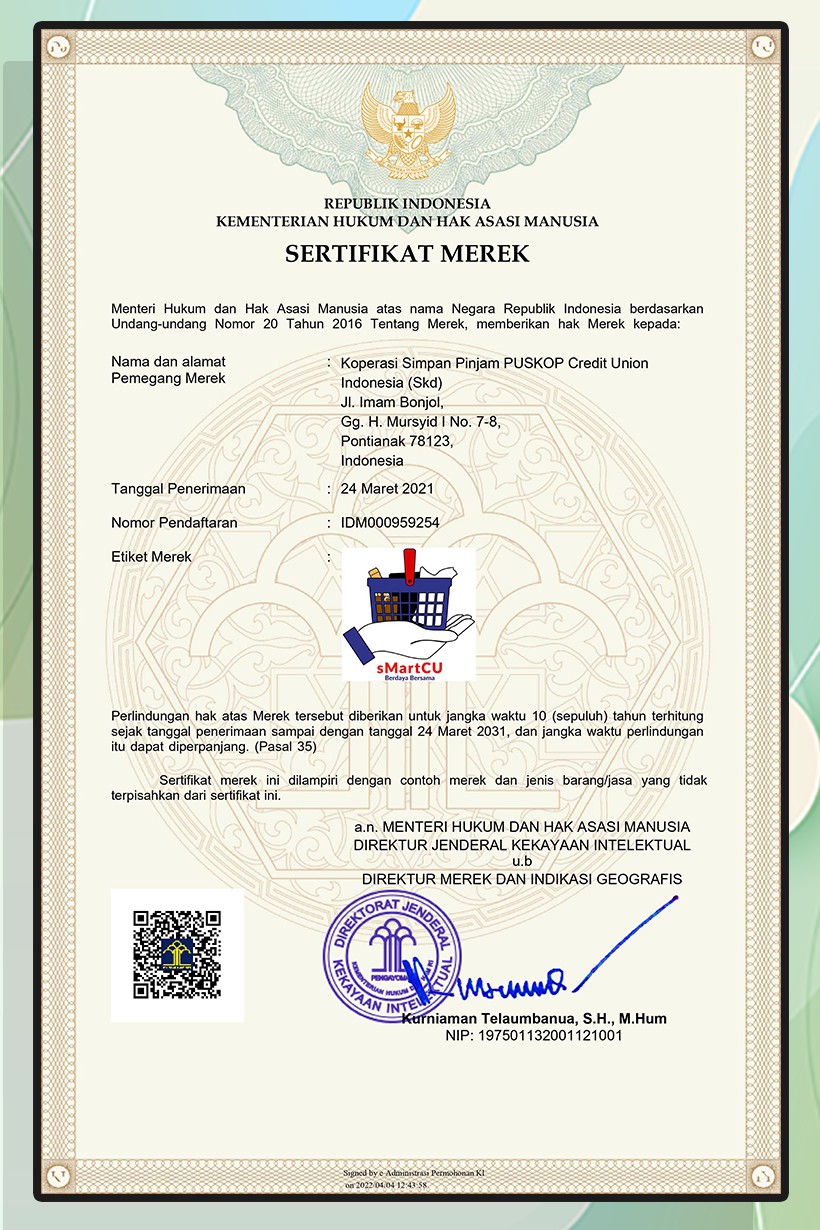 REPUBLIK INDONESIA
KEMENTERIAN HUKUM DAN HAK ASASI MANUSIA
SERTIFIKAT MEREK
Menteri Hukum dan Hak Asasi Manusia atas nama Negara Republik Indonesia berdasarkan
Undang-undang Nomor 20 Tahun 2016 Tentang Merek, memberikan hak Merek kepada:
Nama dan alamat : Koperasi Simpan Pinjam PUSKOP Credit Union
Pemegang Merek Indonesia (Skd)
Jl. Imam Bonjol,
Gg. H. Mursyid I No. 7-8,
Pontianak 78123,
Indonesia
Tanggal Penerimaan : 24 Maret 2021
Nomor Pendaftaran : IDM000959254
Etiket Merek :
sMartCU
Berdaya Bersama
Perlindungan hak atas Merek tersebut diberikan untuk jangka waktu 10 (sepuluh) tahun terhitung
sejak tanggal penerimaan sampai dengan tanggal 24 Maret 2031, dan jangka waktu perlindungan
itu dapat diperpanjang. (Pasal 35)
Sertifikat merek ini dilampiri dengan contoh merek dan jenis barang/jasa yang tidak
terpisahkan dari sertifikat ini.
a.n. MENTERI HUKUM DAN HAK ASASI MANUSIA
DIREKTUR JENDERAL KEKAYAAN INTELEKTUAL
u.b
DIREKTUR MEREK DAN INDIKASI GEOGRAFIS
DIREKTORAT JENDERAL
KEKAYAAN INTELEKTUAL
PENGAYOMAN
KEMENTERIAN HUKUM
Kurniaman Telaumbanua, S.H., M.Hum
NIP: 197501132001121001
Signed by e Administrasi Permohonan KI
on 2022/04/04 12:43:58